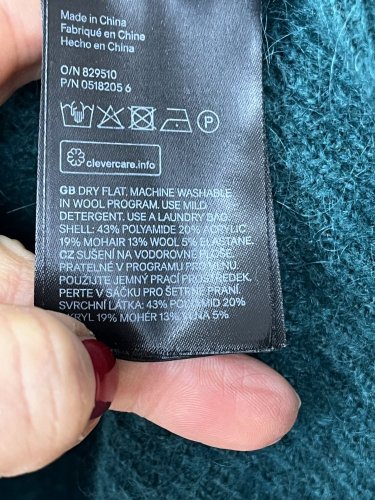 Made in China
Fabriqué en Chine
Hecho en China
O/N 829510
P/N 0518205 6
P
clevercare.info
GB DRY FLAT, MACHINE WASHABLE
IN WOOL PROGRAM. USE MILD
DETERGENT. USE A LAUNDRY BAG.
SHELL: 43% POLYAMIDE 20% ACRYLIC
19% MOHAIR 13% WOOL 5% ELASTANE.
CZ SUŠENÍ NA VODOROVNÉ PLOŠE.
PRATELNÉ V PROGRAMU PRO VLNU.
POUŽIJTE JEMNÝ PRACÍ PROSTŘEDEK.
PERTE V SÁČKU PRO ŠETRNÉ PRANÍ.
SVRCHNÍ LÁTKA: 43% POLYAMID 20%
AKRYL 19% MOHÉR 13% VLNA 5%